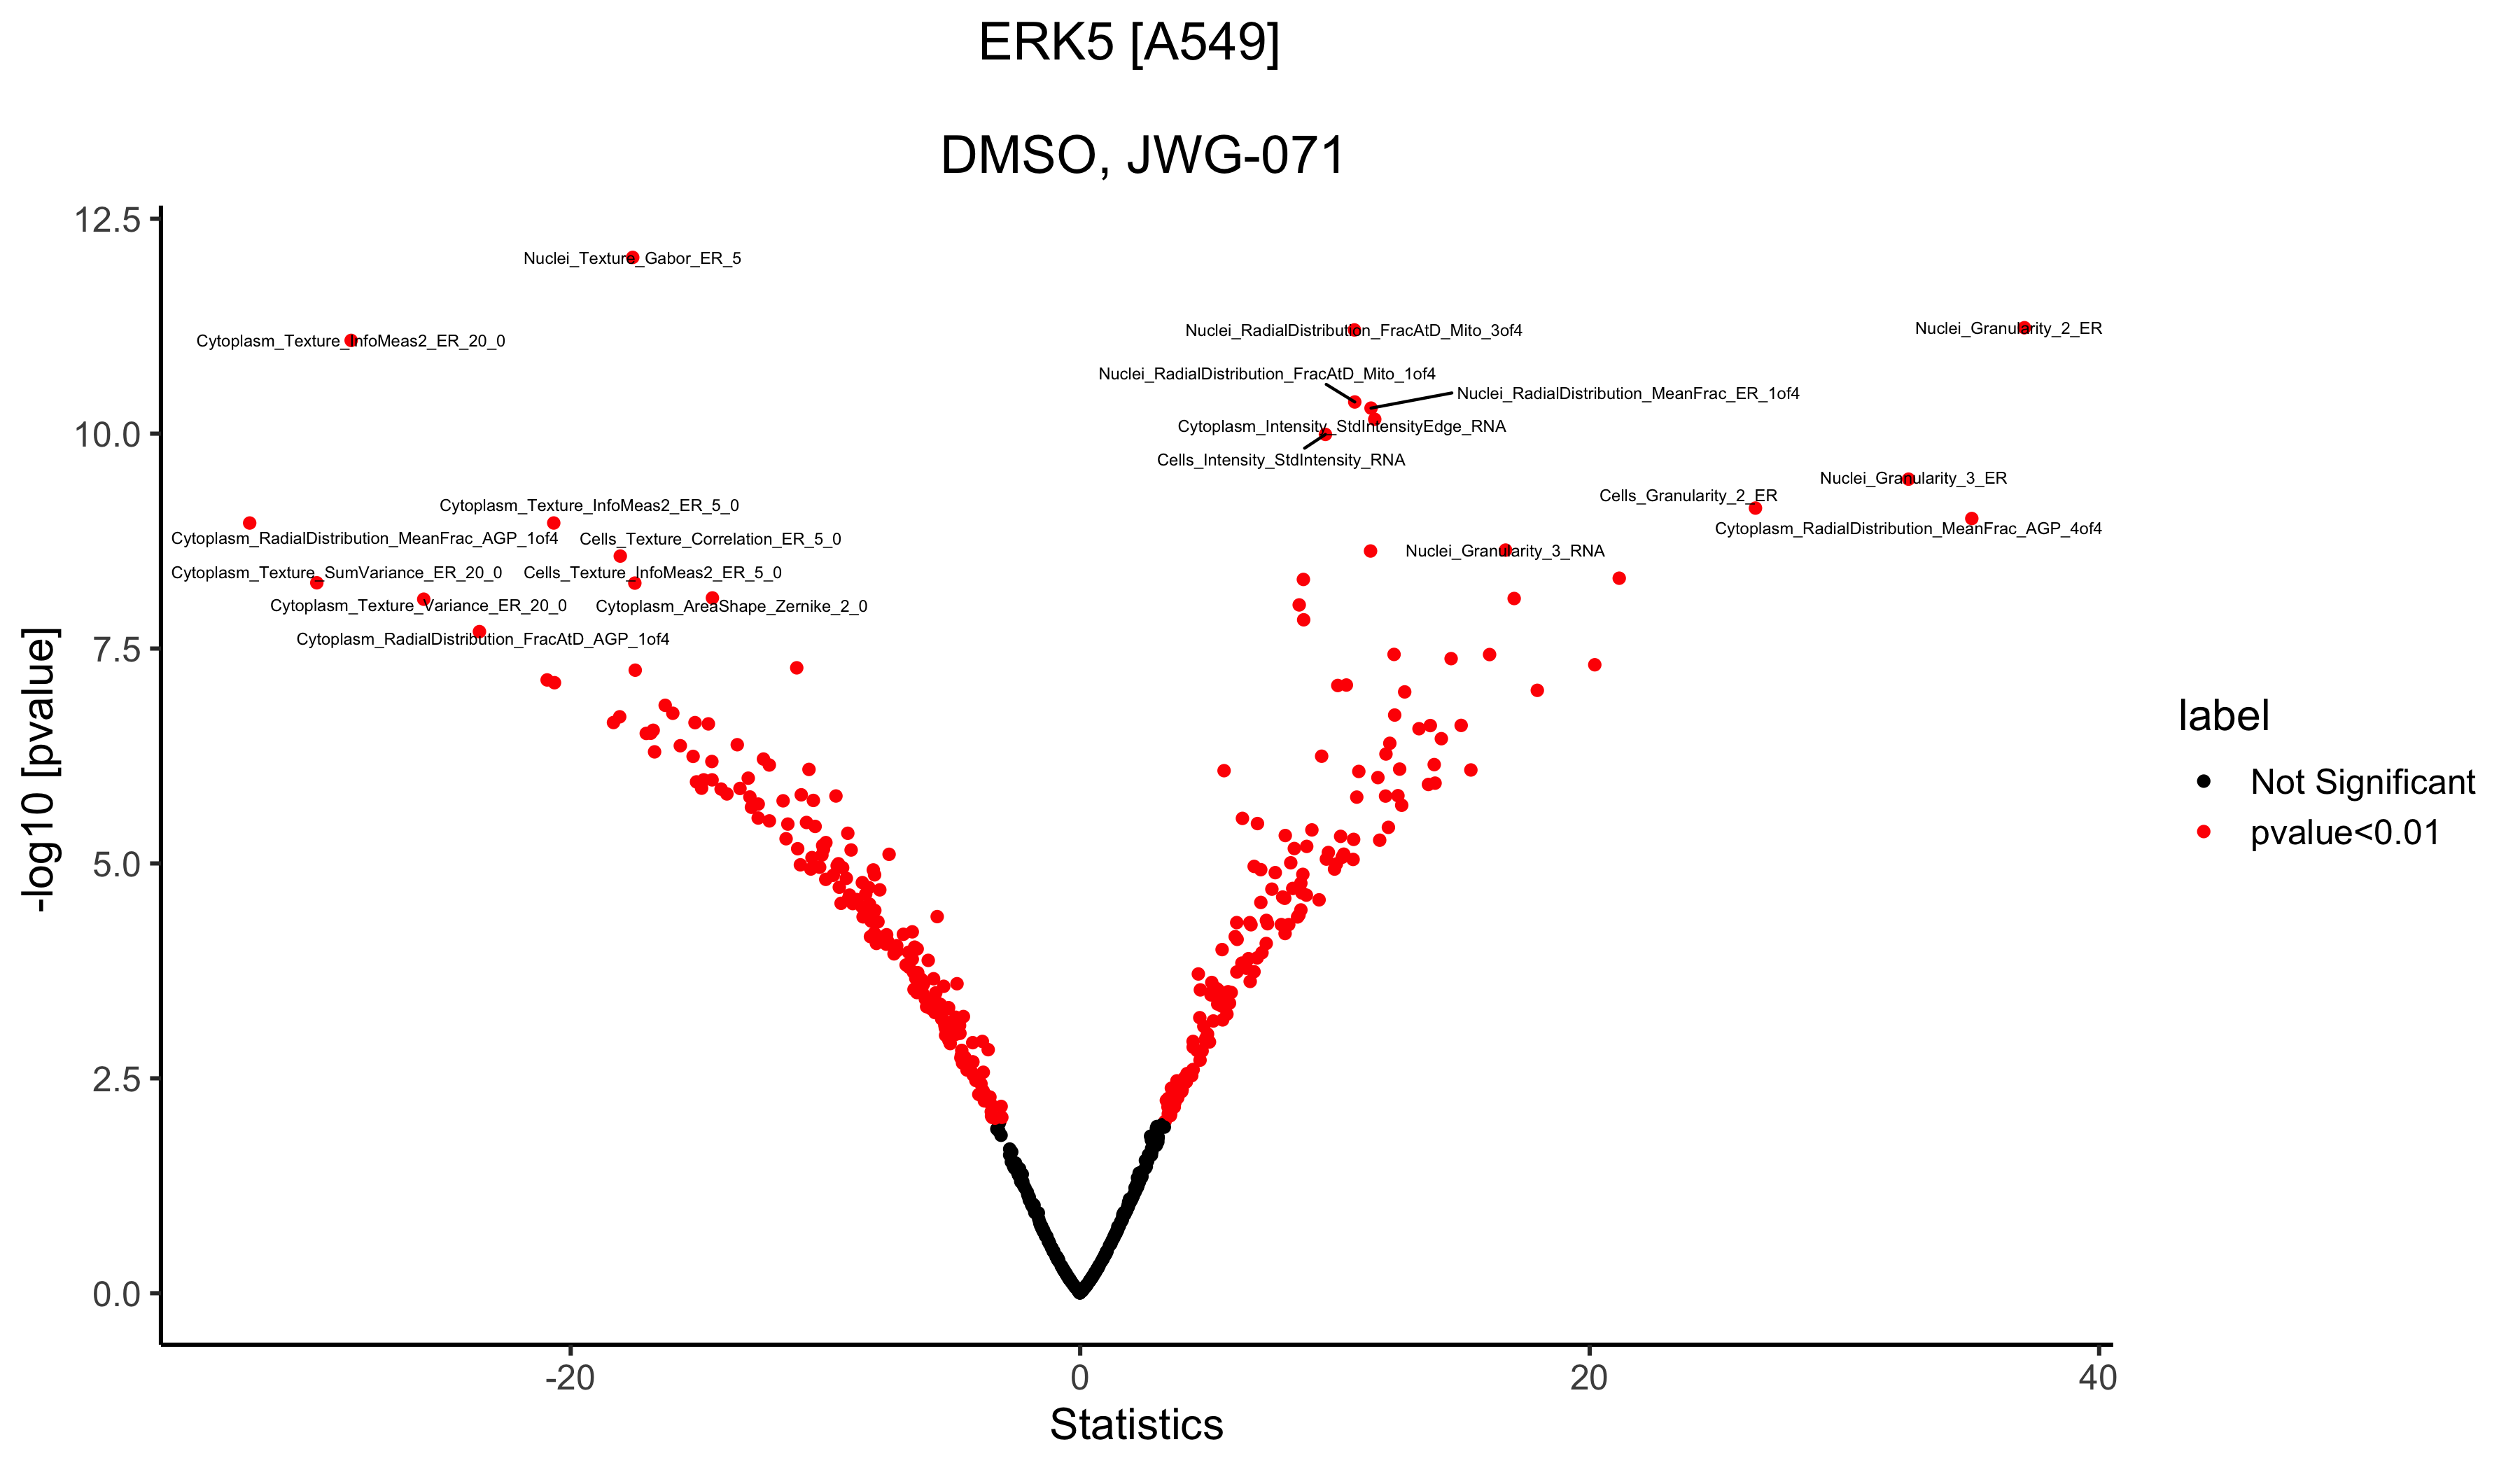 ERK5 [A549]
DMSO, JWG-071
12.5
Nuclei_Texture_Gabor_ER_5
Cytoplasm_Texture_InfoMeas2_ER_20_0
Nuclei_RadialDistribution_FracAtD_Mito_3of4
Nuclei_Granularity_2_ER
Nuclei_RadialDistribution_FracAtD_Mito_1of4
Nuclei_RadialDistribution_MeanFrac_ER_1of4
Cytoplasm_Intensity_StdIntensityEdge_RNA
10.0
Cells_Intensity_StdIntensity_RNA
Nuclei_Granularity_3_ER
Cells_Granularity_2_ER
Cytoplasm_Texture_InfoMeas2_ER_5_0
Cytoplasm_RadialDistribution_MeanFrac_AGP_4of4
Cytoplasm_RadialDistribution_MeanFrac_AGP_1of4
Cells_Texture_Correlation_ER_5_0
Nuclei_Granularity_3_RNA
Cytoplasm_Texture_SumVariance_ER_20_0
Cells_Texture_InfoMeas2_ER_5_0
Cytoplasm_Texture_Variance_ER_20_0
Cytoplasm_AreaShape_Zernike_2_0
Cytoplasm_RadialDistribution_FracAtD_AGP_1of4
7.5
5.0
2.5
0.0
-log10 [pvalue]
-20
0
20
40
Statistics
label
Not Significant
pvalue<0.01